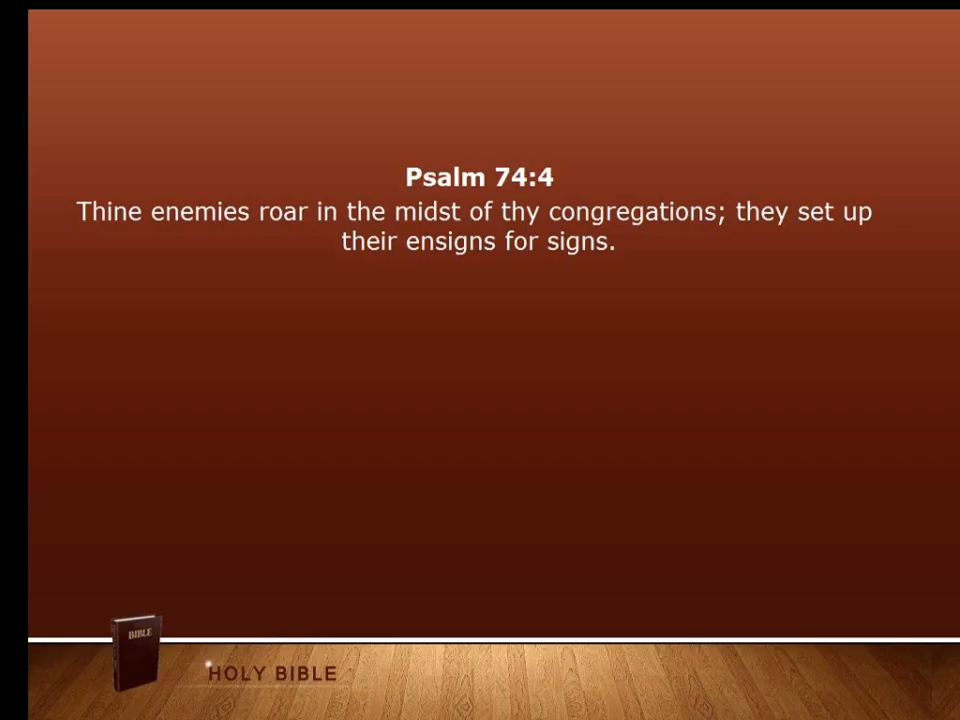 Psalm 74:4
Thine enemies roar in the midst of thy congregations; they set up
their ensigns for signs.
BIBLE
HOLY BIBLE